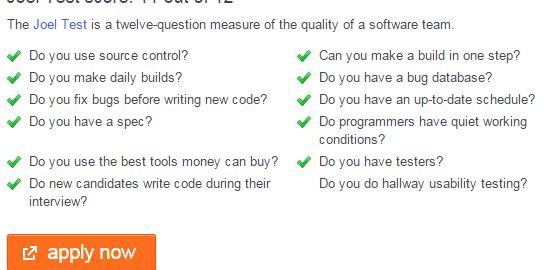 Joel Test score: 11 out of 12
The Joel Test is a twelve-question measure of the quality of a software team.
Do you use source control?
Can you make a build in one step?
Do you make daily builds?
Do you have a bug database?
Do you fix bugs before writing new code?
Do you have an up-to-date schedule?
Do you have a spec?
Do programmers have quiet working
conditions?
Do you use the best tools money can buy?
Do you have testers?
Do new candidates write code during their
interview?
Do you do hallway usability testing?
apply now